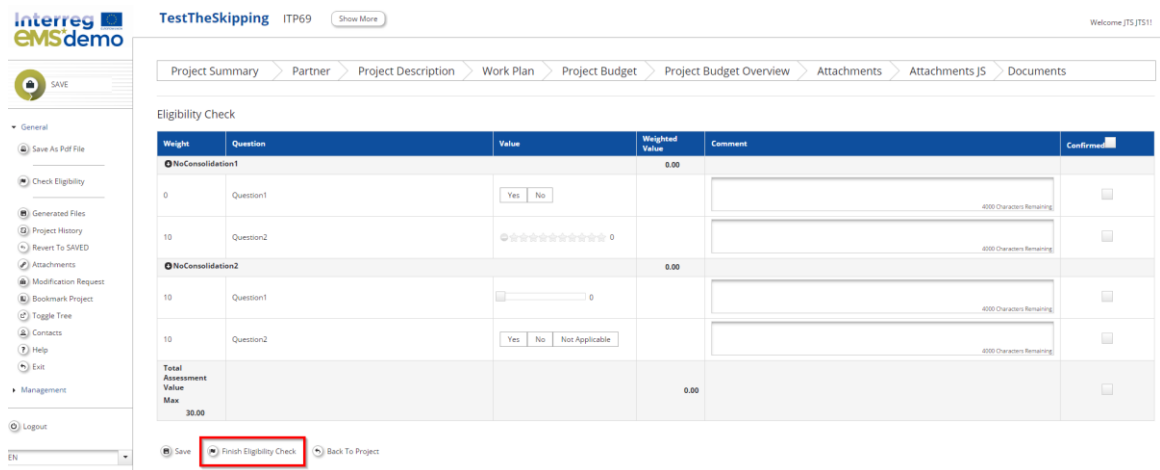 Interreg
eMS*demo
TestTheSkipping ITP69 Show More
Welcome JTS JTS1!
SAVE
General
Save As Pdf File
Check Eligibility
Generated Files
Project History
Revert To SAVED
Attachments
Modification Request
Bookmark Project
Toggle Tree
Contacts
Help
Exit
Management
Logout
EN
Project Summary Partner Project Description Work Plan Project Budget Project Budget Overview Attachments Attachments JS Documents
Eligibility Check
Weight Question Value Weighted Value Comment Confirmed
NoConsolidation1 0.00
0 Question1 Yes No
4000 Characters Remaining
10 Question2 0
4000 Characters Remaining
NoConsolidation2 0.00
10 Question1 0
4000 Characters Remaining
10 Question2 Yes No Not Applicable
4000 Characters Remaining
Total
Assessment
Value 0.00
Max
30.00
Save Finish Eligibility Check Back To Project